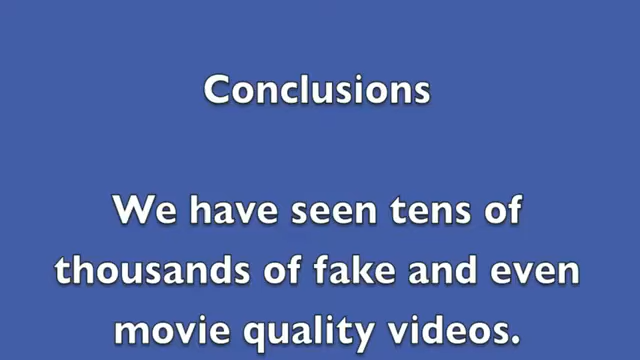 Conclusions
We have seen tens of
thousands of fake and even
movie quality videos.